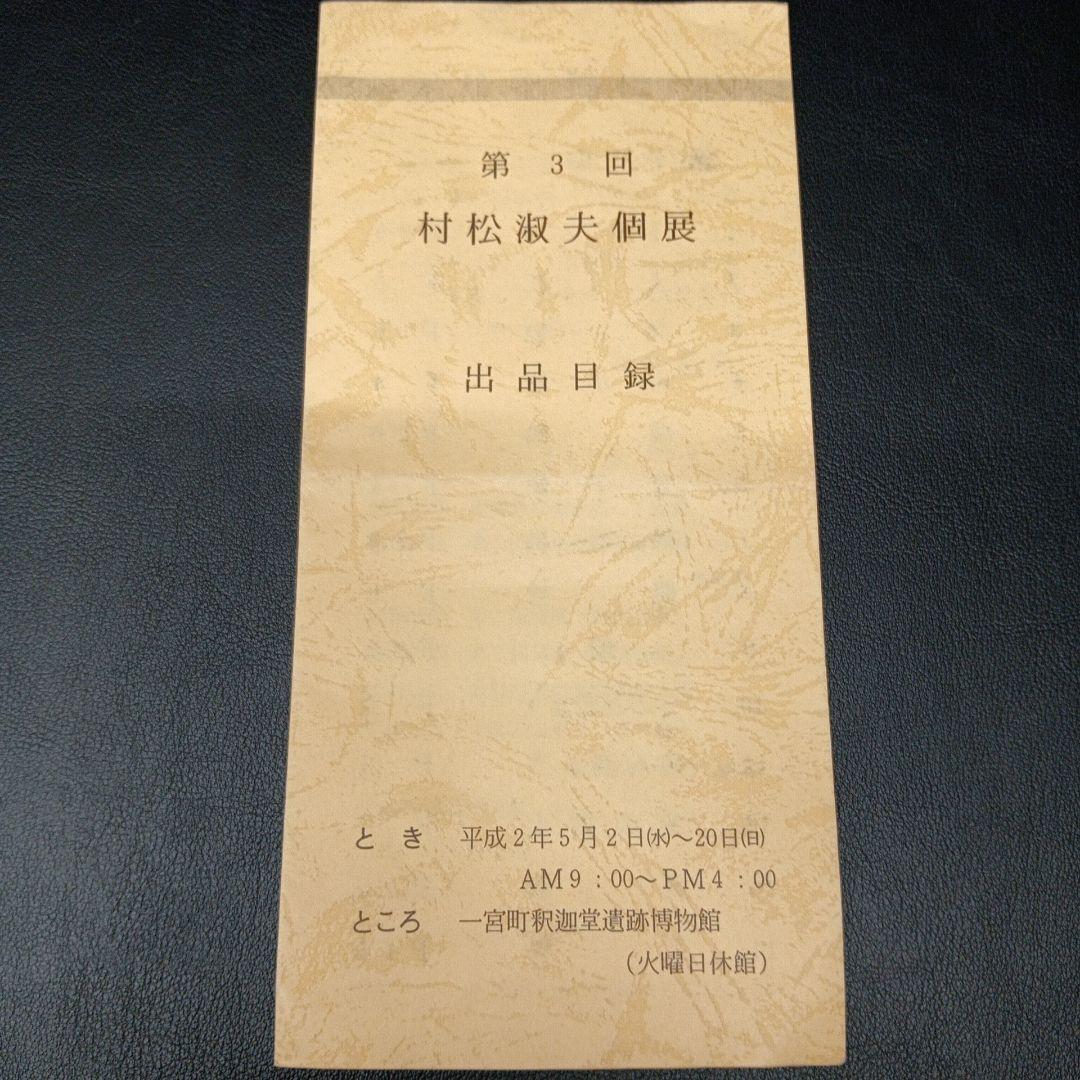 第3回
村松淑夫個展
出品目録
とき 平成2年5月2日㈬〜20日㈰
AM9:00〜PM4:00
ところ 一宮町釈迦堂遺跡博物館
（火曜日休館）